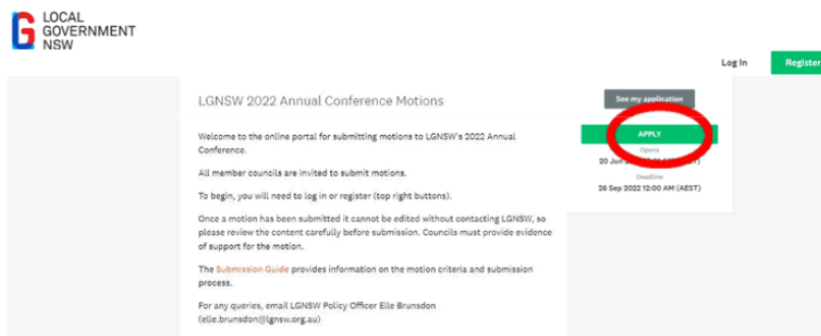 LOCAL
GOVERNMENT
NSW
Log In
Register
LGNSW 2022 Annual Conference Motions
See my application
Welcome to the online portal for submitting motions to LGNSW's 2022 Annual
Conference.
APPLY
Opens
20 Jun
All member councils are invited to submit motions.
Deadline
26 Sep 2022 12:00 AM (AEST)
To begin, you will need to log in or register (top right buttons).
Once a motion has been submitted it cannot be edited without contacting LGNSW, so
please review the content carefully before submission. Councils must provide evidence
of support for the motion.
The Submission Guide provides information on the motion criteria and submission
process.
For any queries, email LGNSW Policy Officer Elle Brunsdon
(elle.brunsdon@lgnsw.org.au)